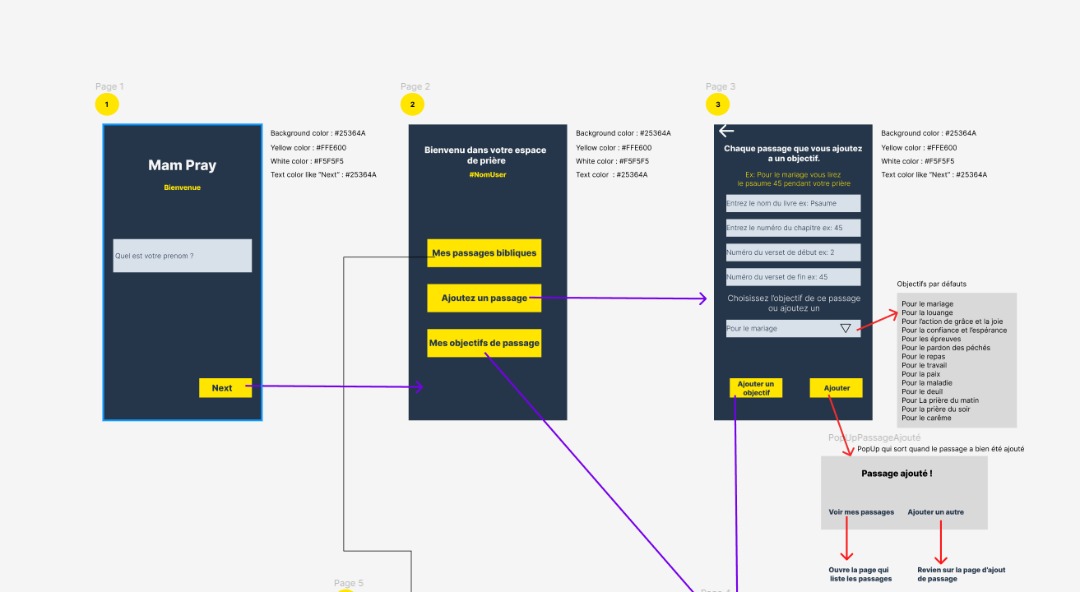 Page 1
1
Mam Pray
Bienvenue
Quel est votre prenom ?
Next
Background color : #25364A
Yellow color : #FFE600
White color : #F5F5F5
Text color like "Next" : #25364A
Page 2
2
Bienvenu dans votre espace
de prière
#NomUser
Mes passages bibliques
Ajoutez un passage
Mes objectifs de passage
Background color : #25364A
Yellow color : #FFE600
White color : #F5F5F5
Text color : #25364A
Page 3
3
Chaque passage que vous ajoutez
a un objectif.
Ex: Pour le mariage vous lirez
le psaume 45 pendant votre prière
Entrez le nom du livre ex: Psaume
Entrez le numéro du chapitre ex: 45
Numéro du verset de début ex: 2
Numéro du verset de fin ex: 45
Choisissez l'objectif de ce passage
ou ajoutez un
Pour le mariage
Ajouter un
objectif
Ajouter
Background color : #25364A
Yellow color : #FFE600
White color : #F5F5F5
Text color like "Next" : #25364A
Objectifs par défauts
Pour le mariage
Pour la louange
Pour l'action de grâce et la joie
Pour la confiance et l'espérance
Pour les épreuves
Pour le pardon des péchés
Pour le repas
Pour le travail
Pour la paix
Pour la maladie
Pour le deuil
Pour La prière du matin
Pour la prière du soir
Pour le carême
PopUpPassageAjouté
PopUp qui sort quand le passage a bien été ajouté
Passage ajouté !
Voir mes passages
Ajouter un autre
Ouvre la page qui
liste les passages
Revien sur la page d'ajout
de passage
Page 5